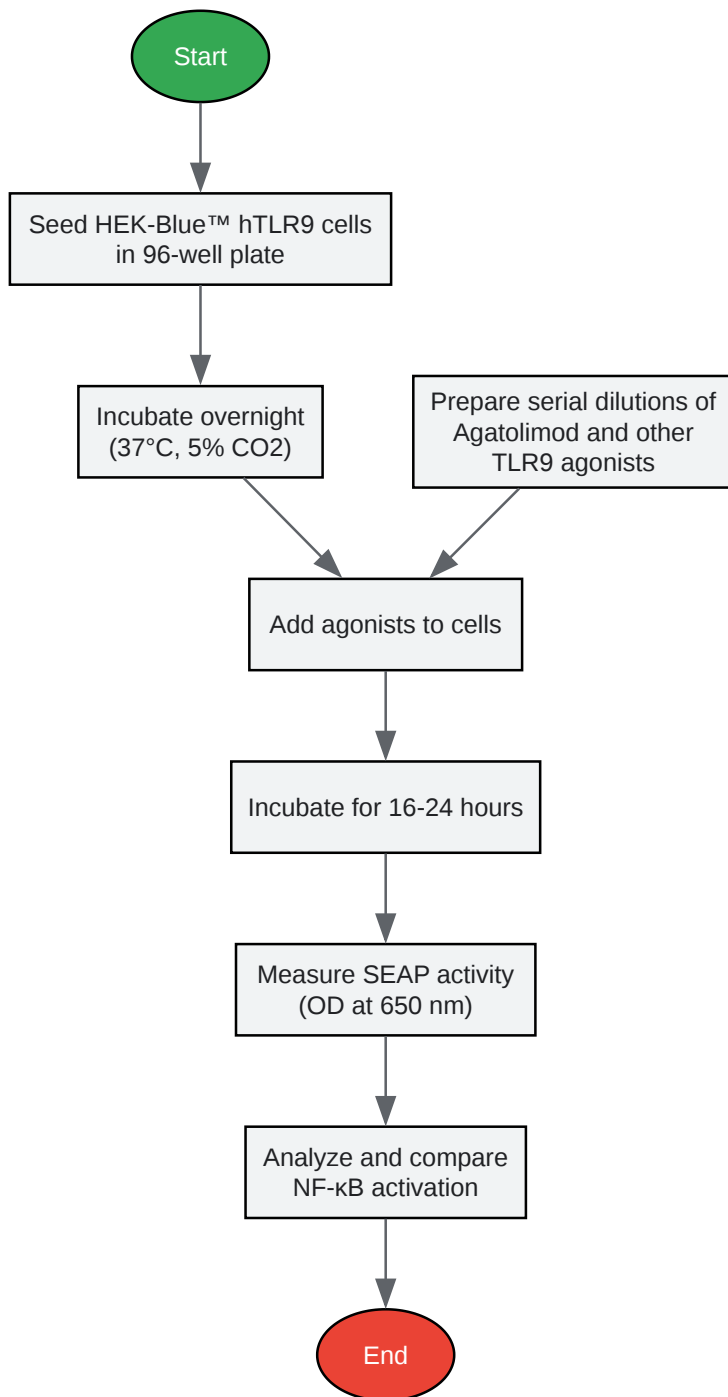 Start
Seed HEK-Blue™ hTLR9 cells
in 96-well plate
Incubate overnight
(37°C, 5% CO2)
Prepare serial dilutions of
Agatolimod and other
TLR9 agonists
Add agonists to cells
Incubate for 16-24 hours
Measure SEAP activity
(OD at 650 nm)
Analyze and compare
NF-κB activation
End